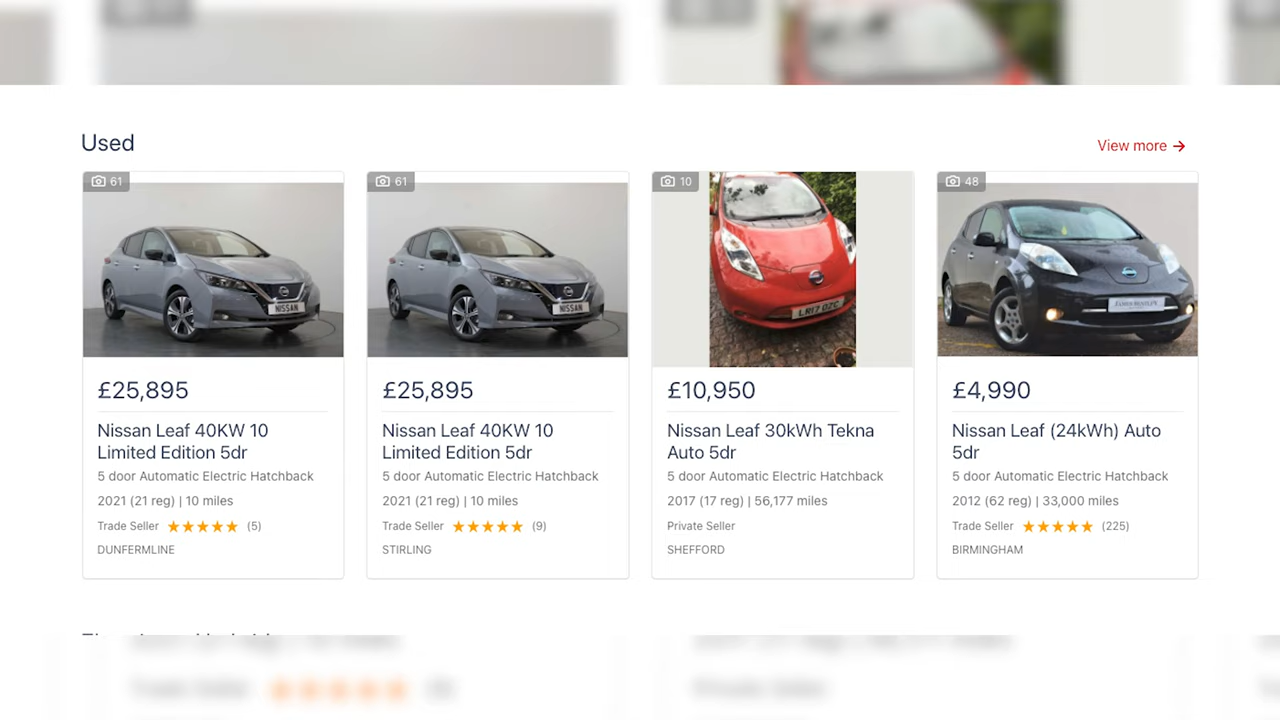 Used
View more →
61
61
10
48
NISSAN
NISSAN
LR17 OZC
£25,895
£25,895
£10,950
£4,990
Nissan Leaf 40KW 10
Limited Edition 5dr
Nissan Leaf 40KW 10
Limited Edition 5dr
Nissan Leaf 30kWh Tekna
Auto 5dr
Nissan Leaf (24kWh) Auto
5dr
5 door Automatic Electric Hatchback
5 door Automatic Electric Hatchback
5 door Automatic Electric Hatchback
5 door Automatic Electric Hatchback
2021 (21 reg) | 10 miles
2021 (21 reg) | 10 miles
2017 (17 reg) | 56,177 miles
2012 (62 reg) | 33,000 miles
Trade Seller ★★★★★ (5)
Trade Seller ★★★★★ (9)
Private Seller
Trade Seller ★★★★★ (225)
DUNFERMLINE
STIRLING
SHEFFORD
BIRMINGHAM